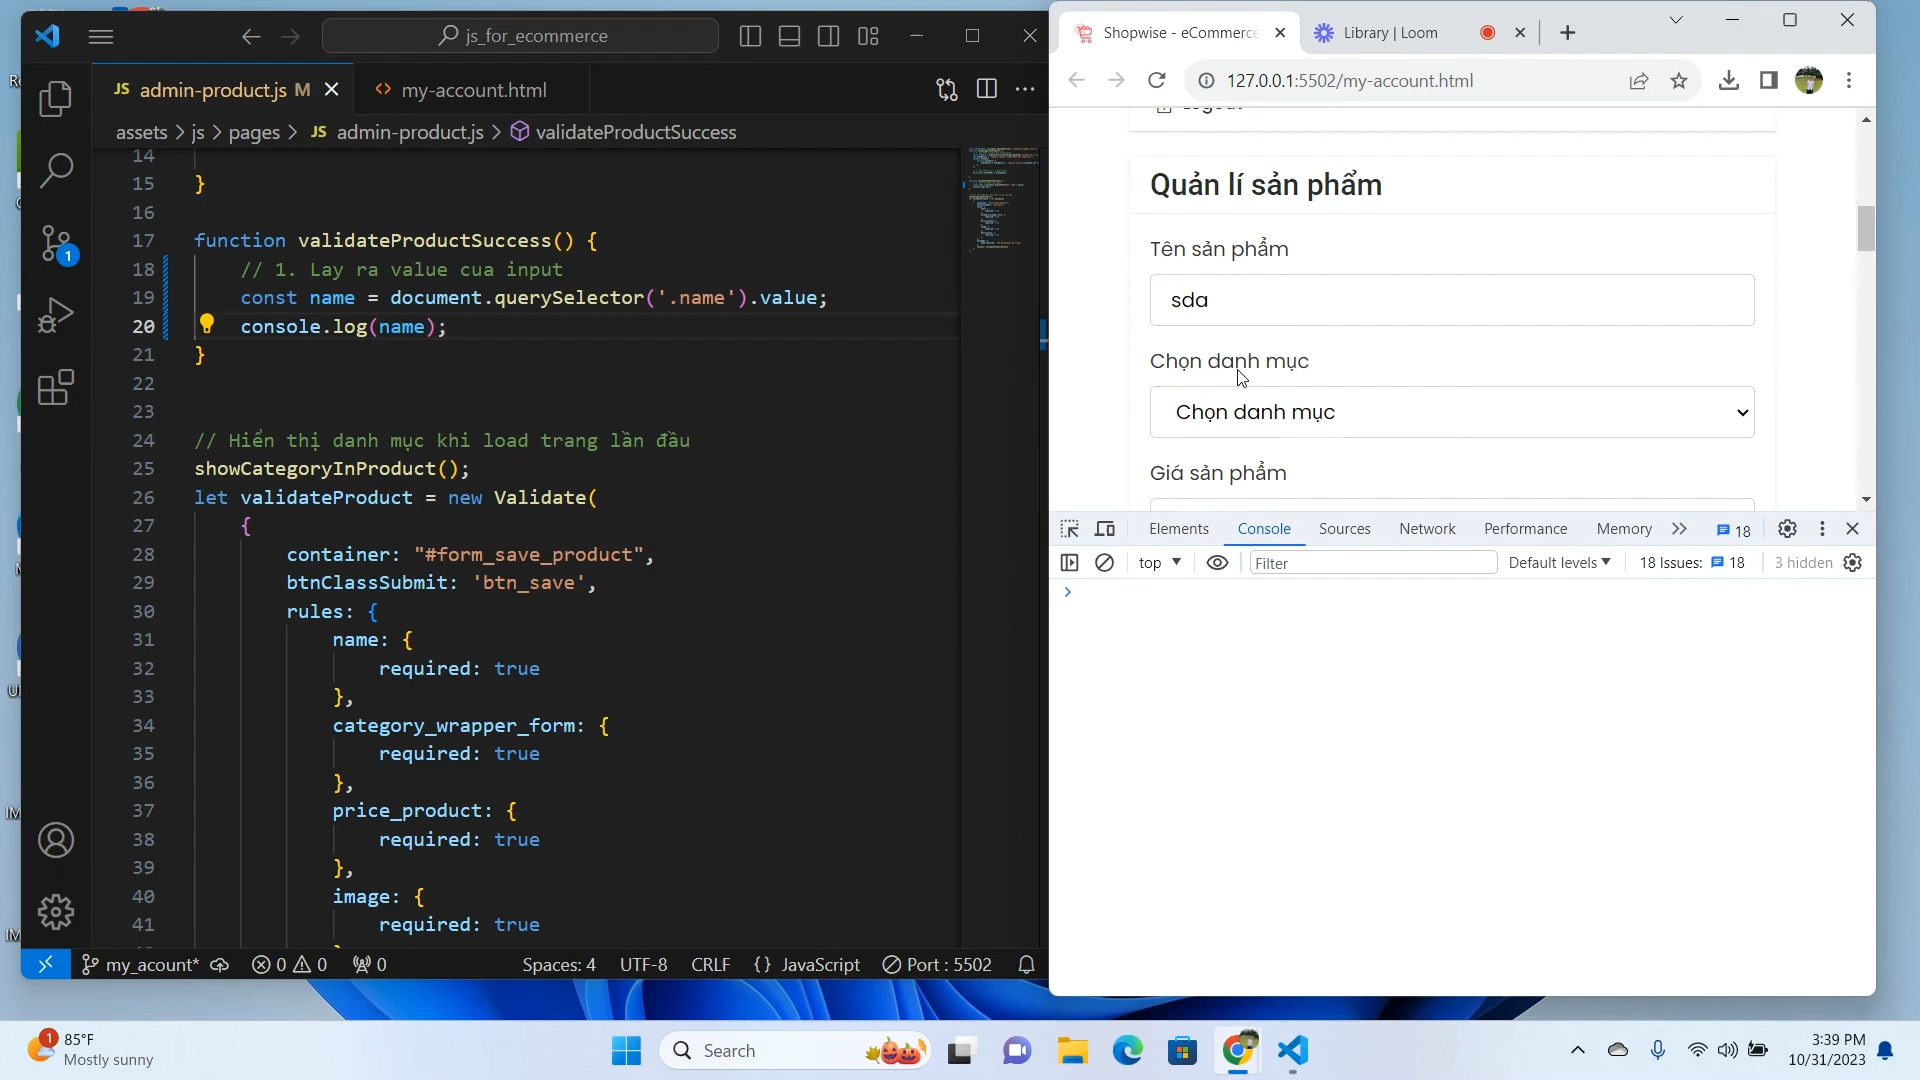 js_for_ecommerce
JS admin-product.js M
my-account.html
assets > js > pages > JS admin-product.js > validateProductSuccess
14
15 }
16
17 function validateProductSuccess() {
18 // 1. Lay ra value cua input
19 const name = document.querySelector('.name').value;
20 console.log(name);
21 }
22
23
24 // Hiển thị danh mục khi load trang lần đầu
25 showCategoryInProduct();
26 let validateProduct = new Validate(
27 {
28 container: "#form_save_product",
29 btnClassSubmit: 'btn_save',
30 rules: {
31 name: {
32 required: true
33 },
34 category_wrapper_form: {
35 required: true
36 },
37 price_product: {
38 required: true
39 },
40 image: {
41 required: true
1
my_acount*
0 0
0
Spaces: 4
UTF-8
CRLF
{} JavaScript
Port : 5502
Shopwise - eCommerce
Library | Loom
127.0.0.1:5502/my-account.html
Logout
Quản lí sản phẩm
Tên sản phẩm
sda
Chọn danh mục
Chọn danh mục
Giá sản phẩm
Elements
Console
Sources
Network
Performance
Memory
18
top
Filter
Default levels
18 Issues: 18
3 hidden
1
85°F
Mostly sunny
Search
3:39 PM
10/31/2023